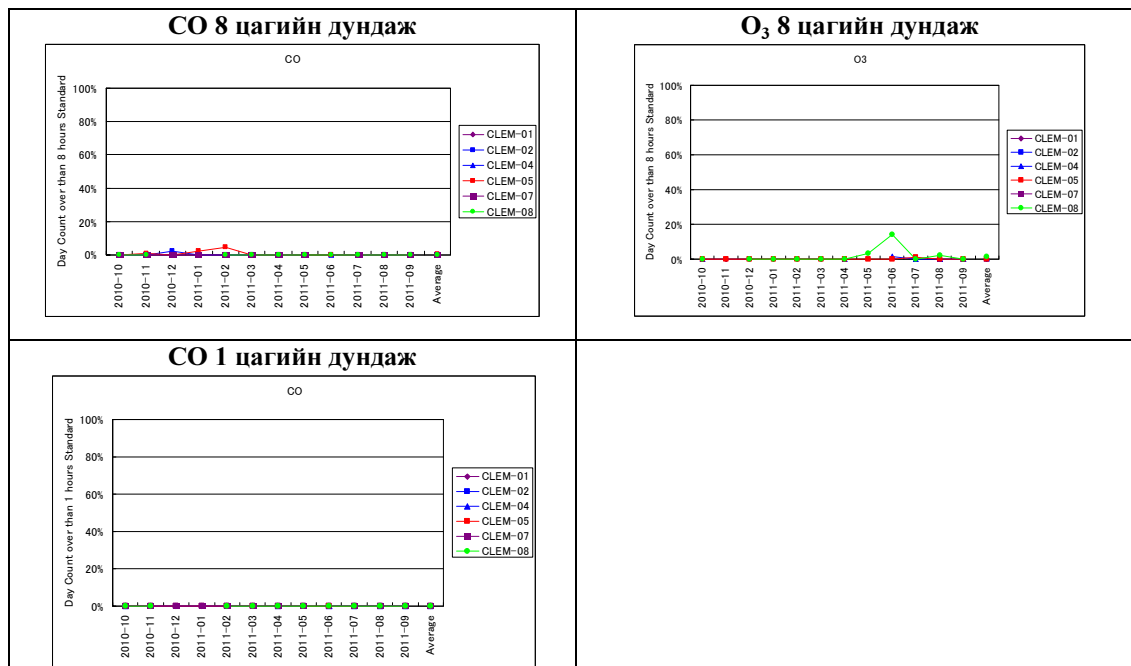 CO 8 цагийн дундаж
CO
Day Count over than 8 hours Standard
100%
80%
60%
40%
20%
0%
2010-10
2010-11
2010-12
2011-01
2011-02
2011-03
2011-04
2011-05
2011-06
2011-07
2011-08
2011-09
Average
CLEM-01
CLEM-02
CLEM-04
CLEM-05
CLEM-07
CLEM-08
O₃ 8 цагийн дундаж
O3
Day Count over than 8 hours Standard
100%
80%
60%
40%
20%
0%
2010-10
2010-11
2010-12
2011-01
2011-02
2011-03
2011-04
2011-05
2011-06
2011-07
2011-08
2011-09
Average
CLEM-01
CLEM-02
CLEM-04
CLEM-05
CLEM-07
CLEM-08
CO 1 цагийн дундаж
CO
Day Count over than 1 hours Standard
100%
80%
60%
40%
20%
0%
2010-10
2010-11
2010-12
2011-01
2011-02
2011-03
2011-04
2011-05
2011-06
2011-07
2011-08
2011-09
Average
CLEM-01
CLEM-02
CLEM-04
CLEM-05
CLEM-07
CLEM-08